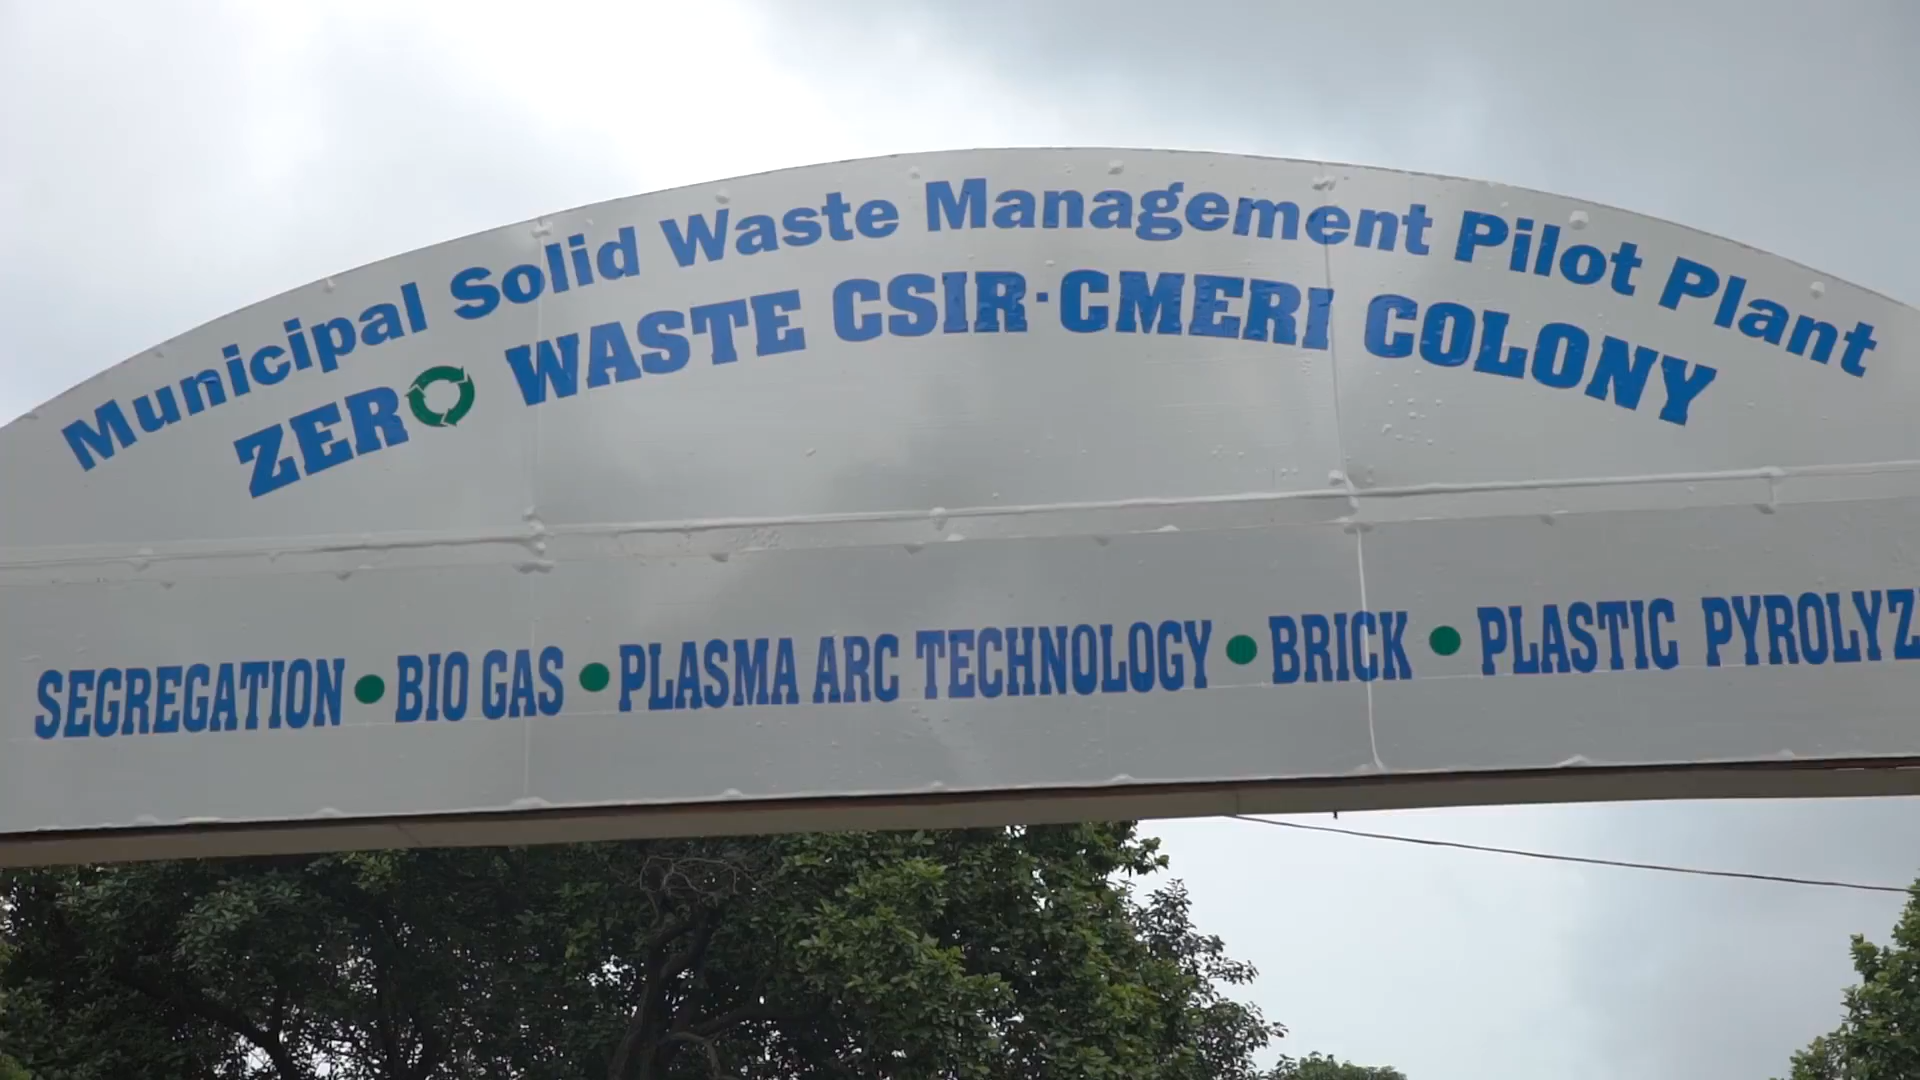 Municipal Solid Waste Management Pilot Plant
ZERO WASTE CSIR-CMERI COLONY
SEGREGATION • BIO GAS • PLASMA ARC TECHNOLOGY • BRICK • PLASTIC PYROLYZ